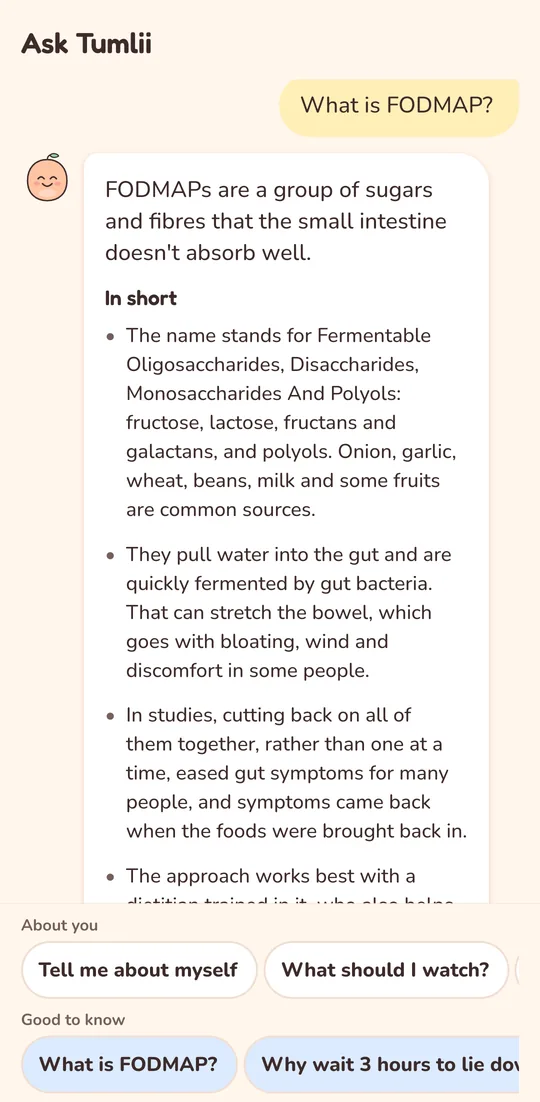 Ask Tumlii
What is FODMAP?
FODMAPs are a group of sugars
and fibres that the small intestine
doesn't absorb well.
In short
• The name stands for Fermentable
Oligosaccharides, Disaccharides,
Monosaccharides And Polyols:
fructose, lactose, fructans and
galactans, and polyols. Onion, garlic,
wheat, beans, milk and some fruits
are common sources.
• They pull water into the gut and are
quickly fermented by gut bacteria.
That can stretch the bowel, which
goes with bloating, wind and
discomfort in some people.
• In studies, cutting back on all of
them together, rather than one at a
time, eased gut symptoms for many
people, and symptoms came back
when the foods were brought back in.
• The approach works best with a
dietitian trained in it, who also helps
About you
Tell me about myself
What should I watch?
Good to know
What is FODMAP?
Why wait 3 hours to lie